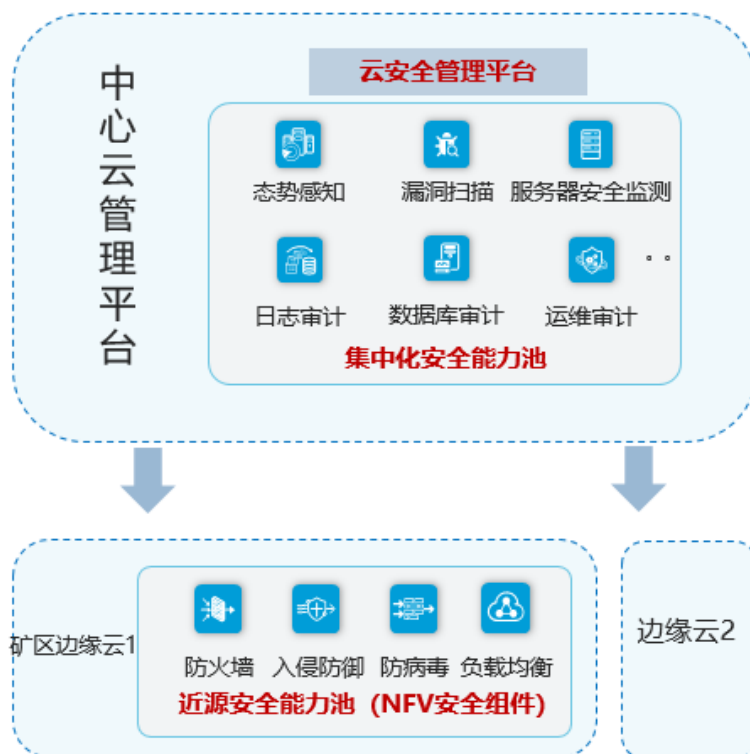 中心云管理平台
云安全管理平台
态势感知
漏洞扫描
服务器安全监测
日志审计
数据库审计
运维审计
。。
集中化安全能力池
矿区边缘云1
防火墙
入侵防御
防病毒
负载均衡
近源安全能力池（NFV安全组件)
边缘云2